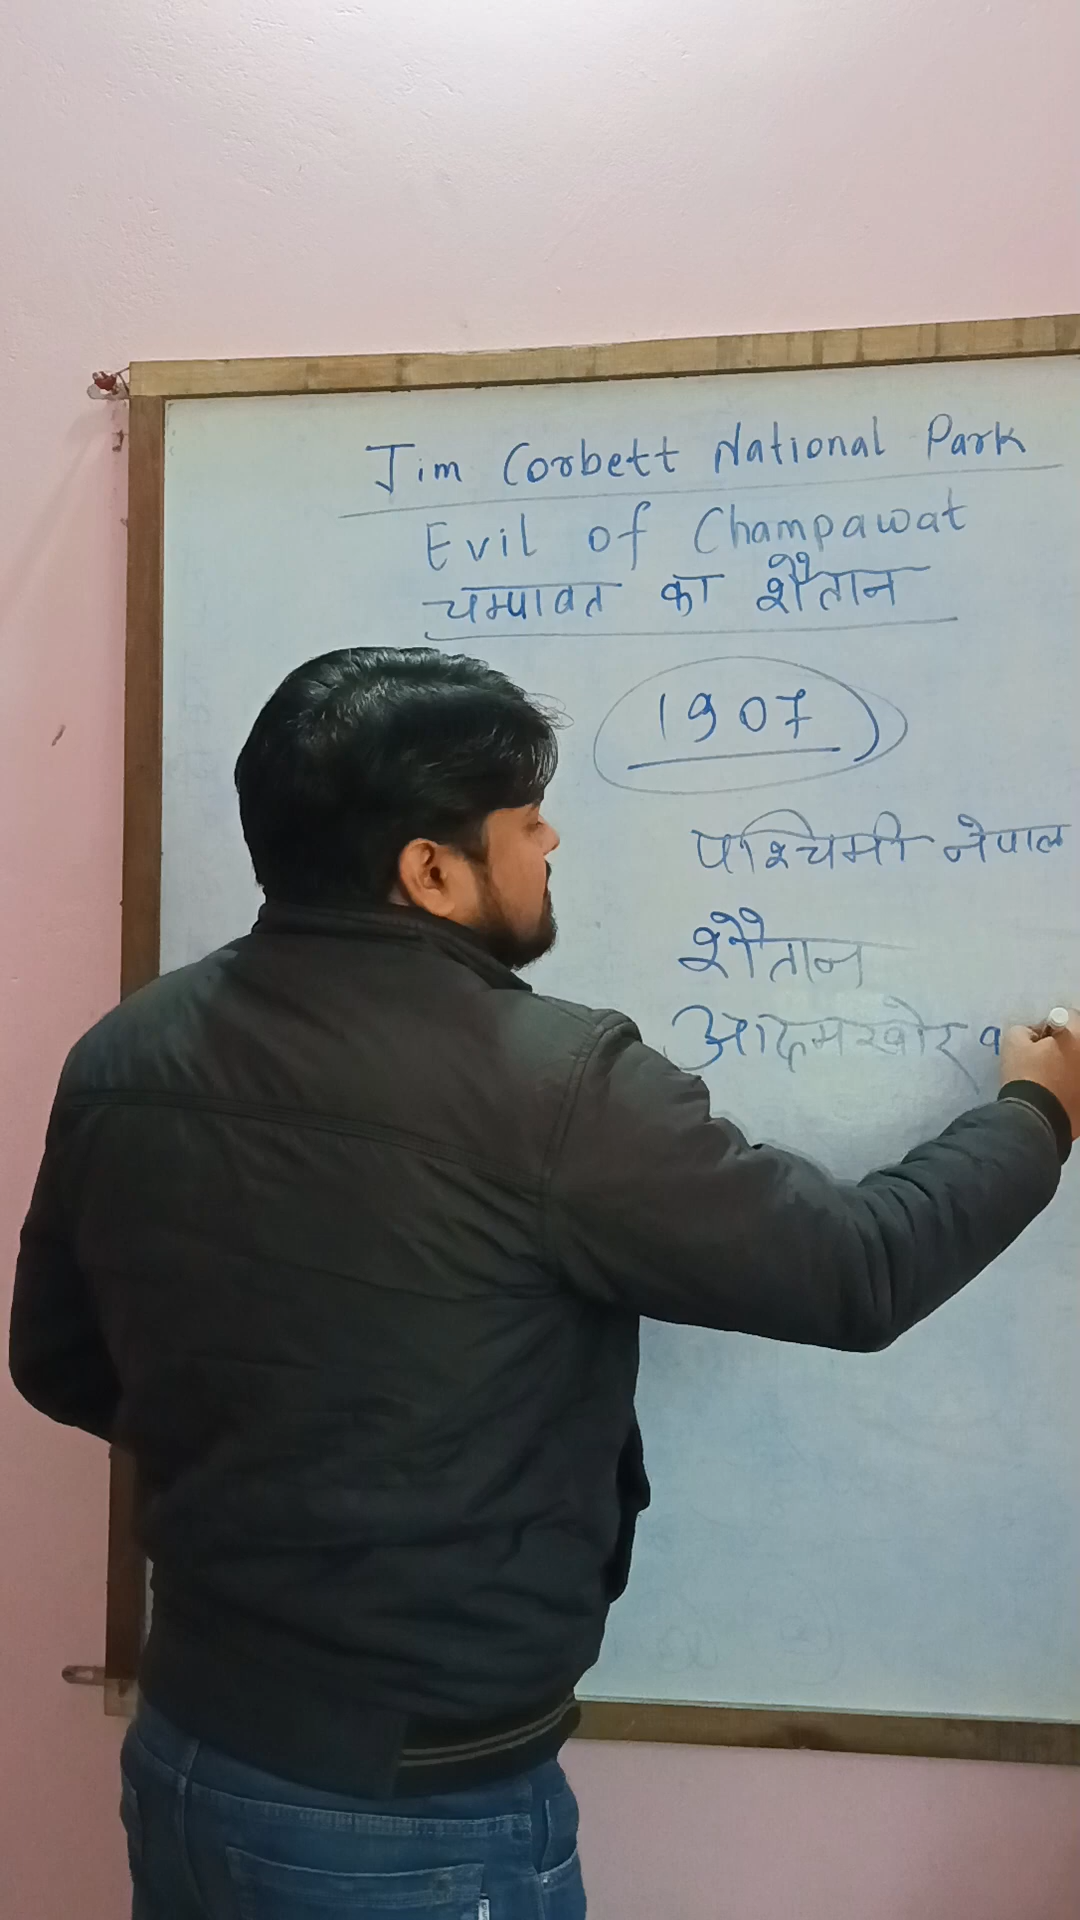 Jim Corbett National Park
Evil of Champawat
चम्पावत का शैतान
1907
पश्चिमी नेपाल
शैतान
आदमखोर